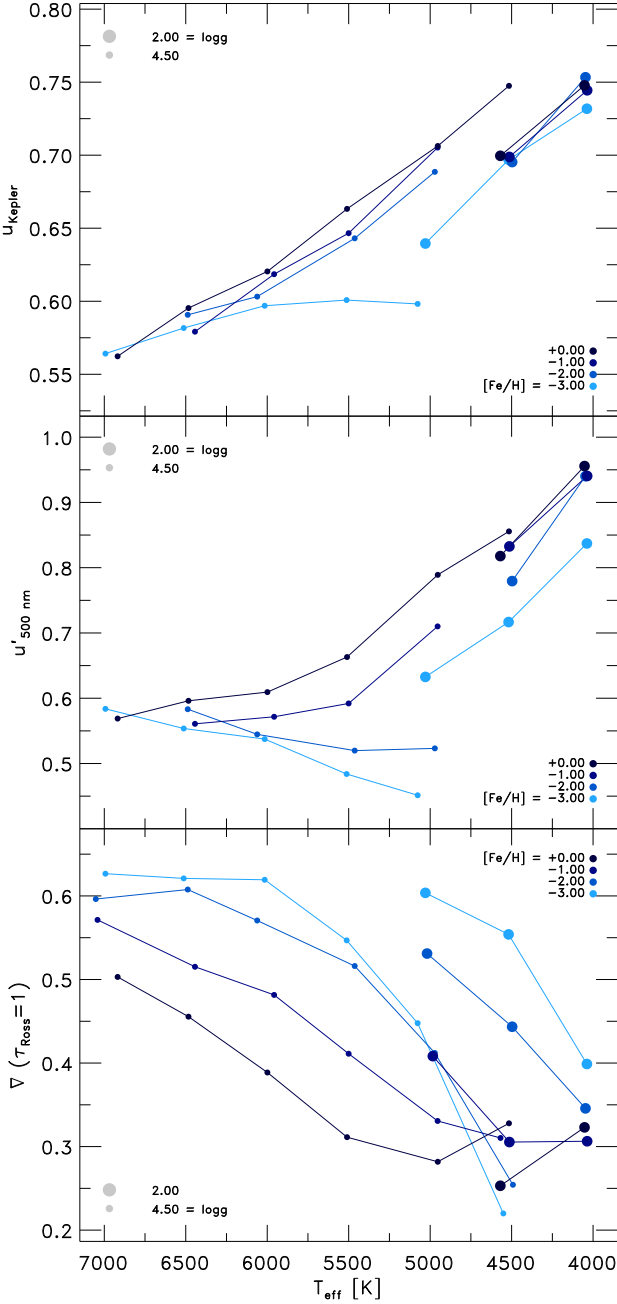 0.80
0.75
0.70
0.65
0.60
0.55
u_Kepler
2.00 = logg
4.50
+0.00
-1.00
-2.00
[Fe/H] = -3.00
1.0
0.9
0.8
0.7
0.6
0.5
u'_500 nm
2.00 = logg
4.50
+0.00
-1.00
-2.00
[Fe/H] = -3.00
0.6
0.5
0.4
0.3
0.2
∇ (τ_Ross=1)
[Fe/H] = +0.00
-1.00
-2.00
-3.00
2.00
4.50 = logg
7000 6500 6000 5500 5000 4500 4000
T_eff [K]